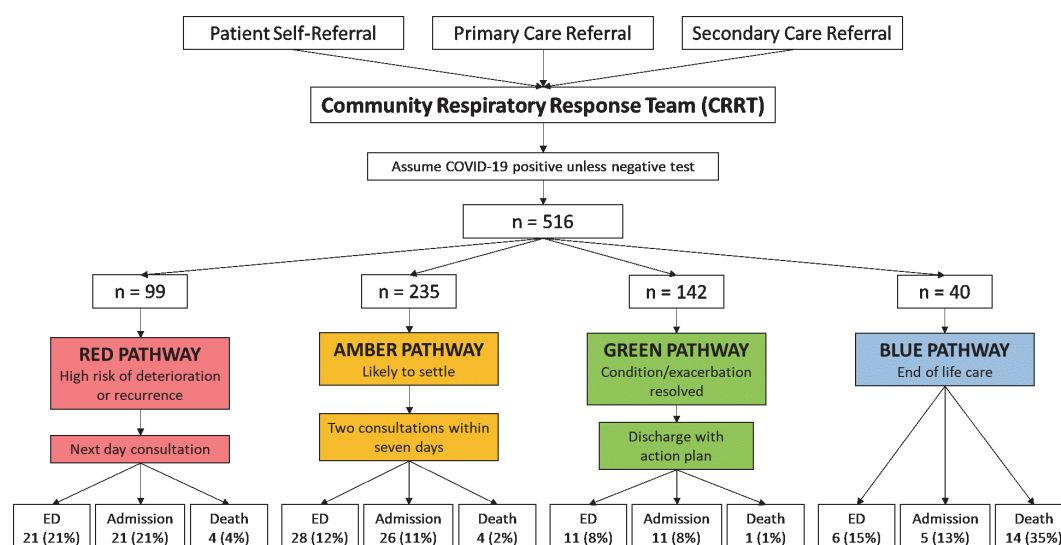 Patient Self-Referral
Primary Care Referral
Secondary Care Referral
Community Respiratory Response Team (CRRT)
Assume COVID-19 positive unless negative test
n = 516
n = 99
n = 235
n = 142
n = 40
RED PATHWAY
High risk of deterioration
or recurrence
AMBER PATHWAY
Likely to settle
GREEN PATHWAY
Condition/exacerbation
resolved
BLUE PATHWAY
End of life care
Next day consultation
Two consultations within
seven days
Discharge with
action plan
ED
21 (21%)
Admission
21 (21%)
Death
4 (4%)
ED
28 (12%)
Admission
26 (11%)
Death
4 (2%)
ED
11 (8%)
Admission
11 (8%)
Death
1 (1%)
ED
6 (15%)
Admission
5 (13%)
Death
14 (35%)